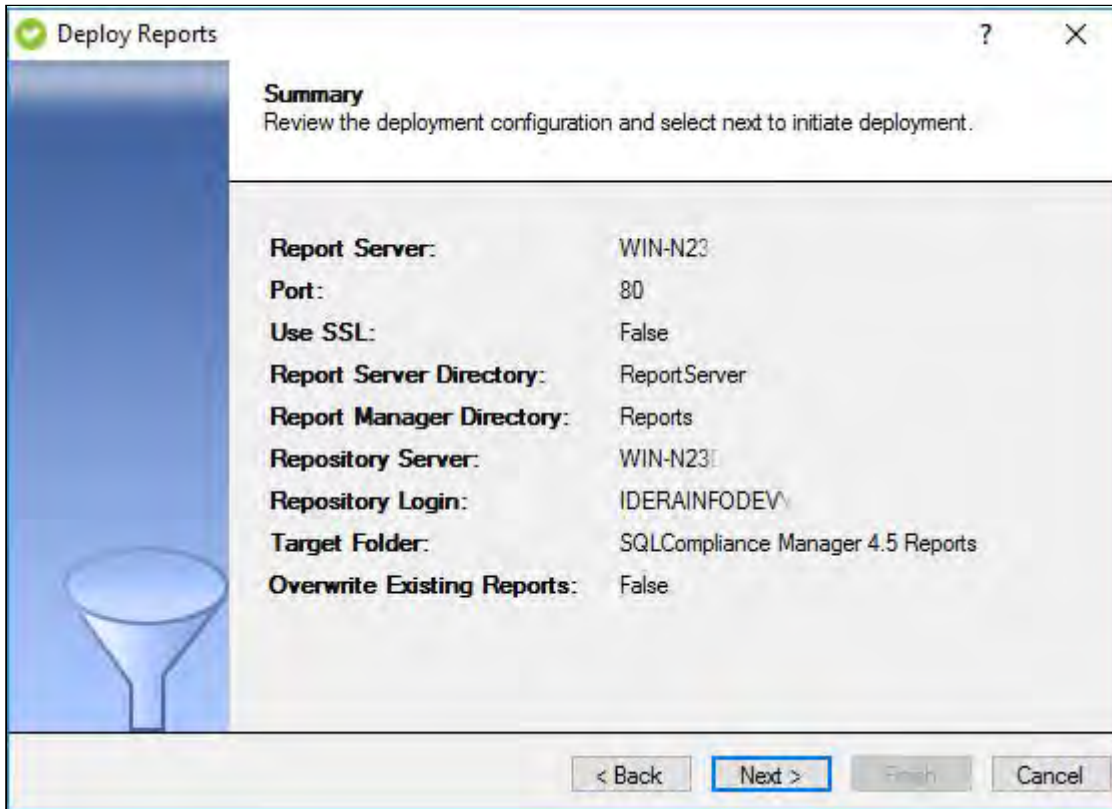 Deploy Reports ?
Summary
Review the deployment configuration and select next to initiate deployment.
Report Server: WIN-N23
Port: 80
Use SSL: False
Report Server Directory: ReportServer
Report Manager Directory: Reports
Repository Server: WIN-N23
Repository Login: IDERAINFODEV
Target Folder: SQLCompliance Manager 4.5 Reports
Overwrite Existing Reports: False
< Back Next > Finish Cancel